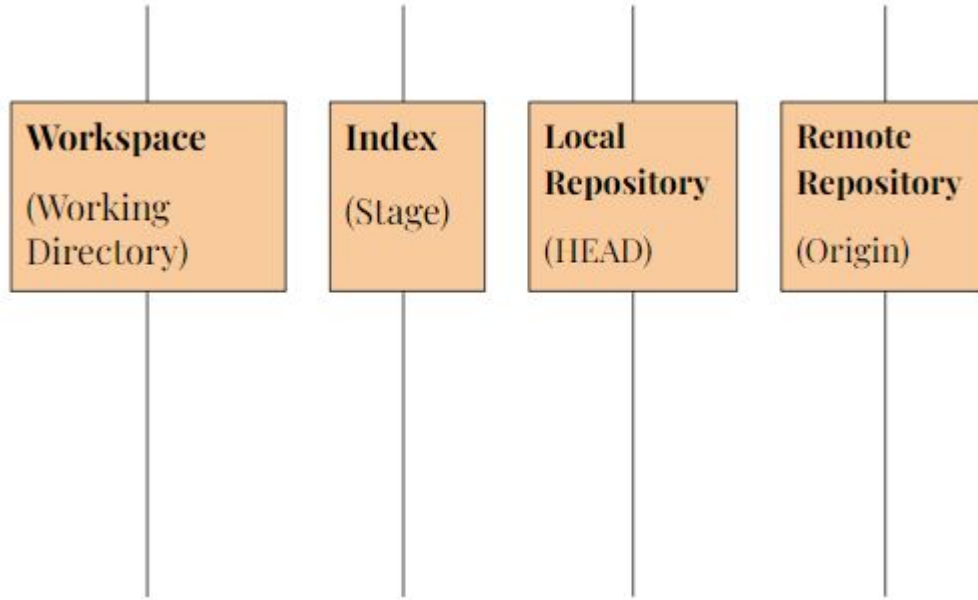 Workspace
(Working
Directory)
Index
(Stage)
Local
Repository
(HEAD)
Remote
Repository
(Origin)